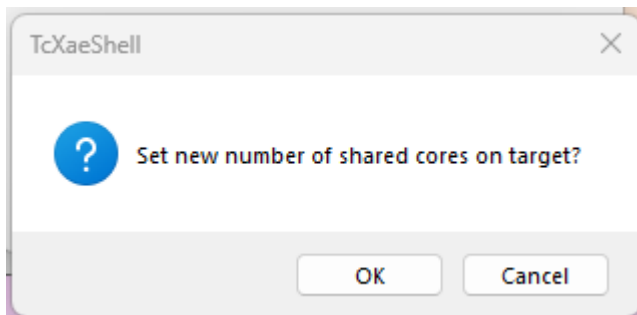 TcXaeShell
Set new number of shared cores on target?
OK
Cancel